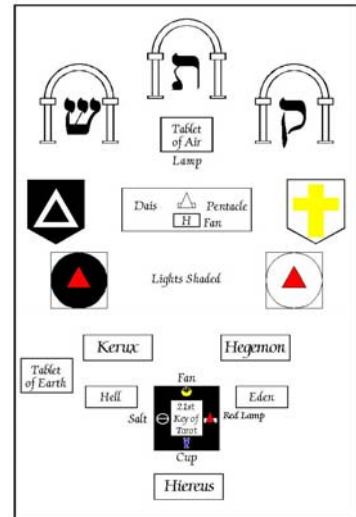 ת
ש
ק
Tablet
of Air
Lamp
Dais
Pentacle
H
Fan
Lights Shaded
Kerux
Hegemon
Tablet
of Earth
Hell
Fan
Eden
Salt
21st
Key of
Tarot
Red Lamp
Cup
Hiereus